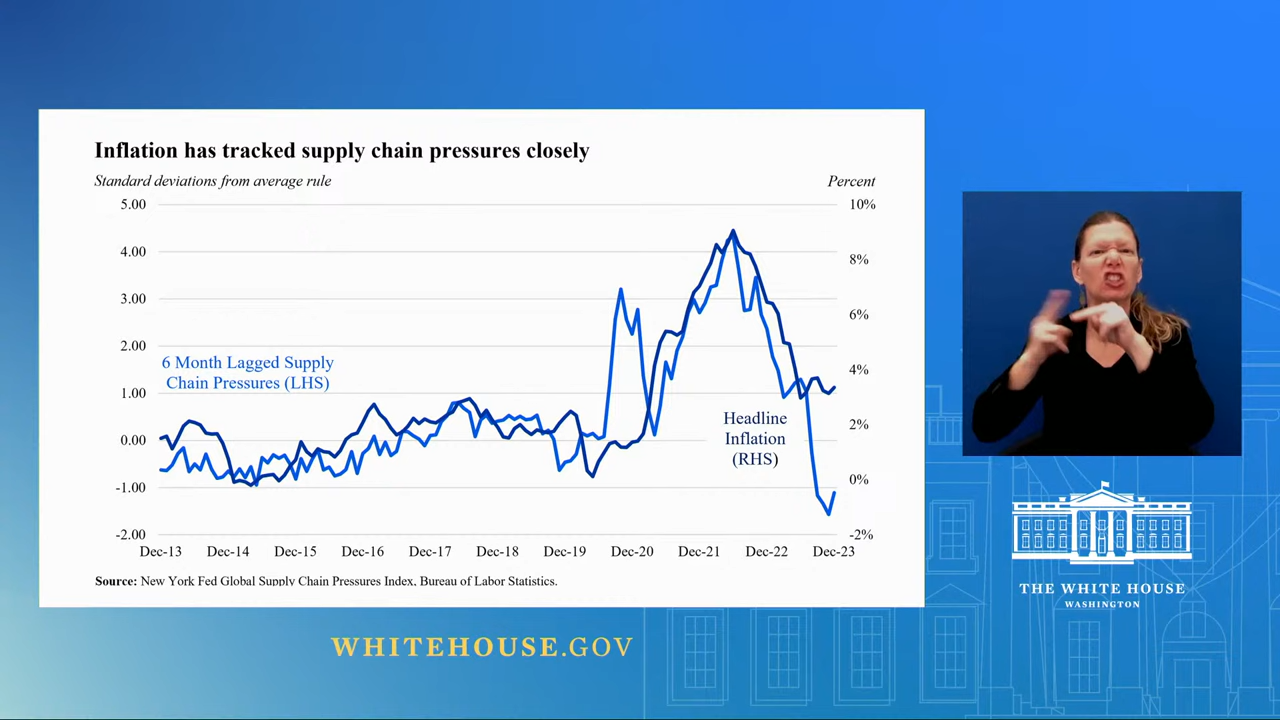 Inflation has tracked supply chain pressures closely
Standard deviations from average rule
Percent
5.00
4.00
3.00
2.00
1.00
0.00
-1.00
-2.00
10%
8%
6%
4%
2%
0%
-2%
6 Month Lagged Supply
Chain Pressures (LHS)
Headline
Inflation
(RHS)
Dec-13 Dec-14 Dec-15 Dec-16 Dec-17 Dec-18 Dec-19 Dec-20 Dec-21 Dec-22 Dec-23
Source: New York Fed Global Supply Chain Pressures Index, Bureau of Labor Statistics.
WHITEHOUSE.GOV
THE WHITE HOUSE
WASHINGTON